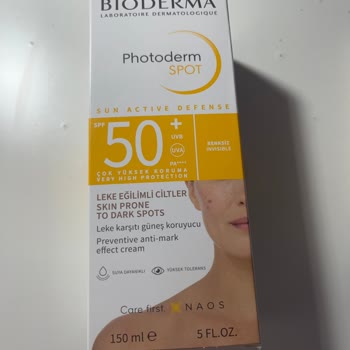 BIODERMA
LABORATOIRE DERMATOLOGIQUE
Photoderm
SPOT
SUN ACTIVE DEFENSE
SPF 50+
UVB
UVA
PA++++
RENKSİZ
INVISIBLE
ÇOK YÜKSEK KORUMA
VERY HIGH PROTECTION
LEKE EĞİLİMLİ CİLTLER
SKIN PRONE
TO DARK SPOTS
Leke karşıtı güneş koruyucu
Preventive anti-mark
effect cream
SUYA DAYANIKLI
YÜKSEK TOLERANS
Care first. NAOS
150 ml e 5 FL.OZ.